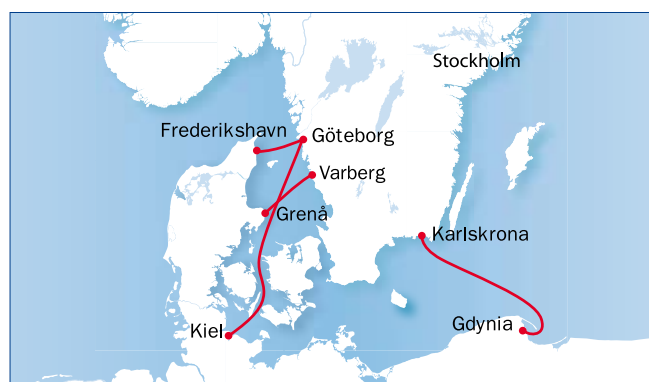 Stockholm
Frederikshavn
Göteborg
Varberg
Grenå
Karlskrona
Gdynia
Kiel